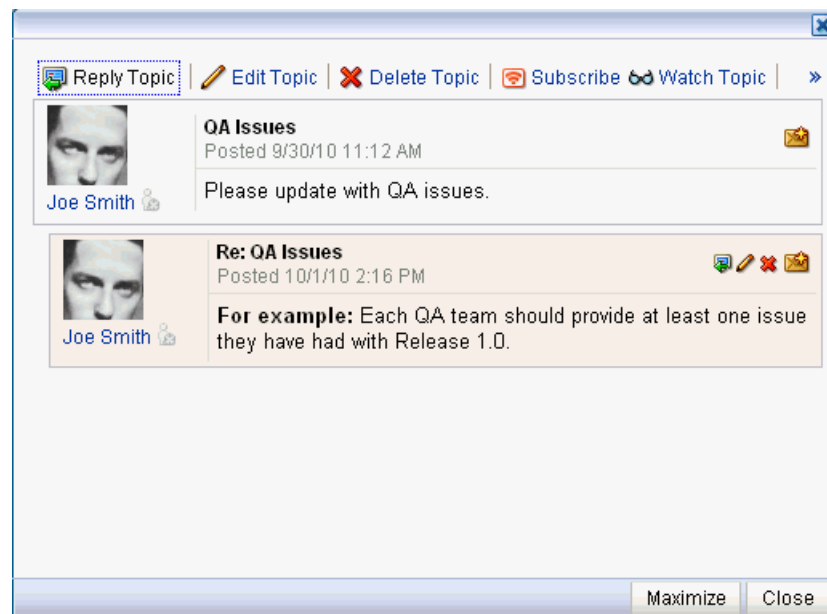 Reply Topic | Edit Topic | Delete Topic | Subscribe Watch Topic | »
QA Issues
Posted 9/30/10 11:12 AM
Please update with QA issues.
Joe Smith
Re: QA Issues
Posted 10/1/10 2:16 PM
For example: Each QA team should provide at least one issue
they have had with Release 1.0.
Joe Smith
Maximize Close